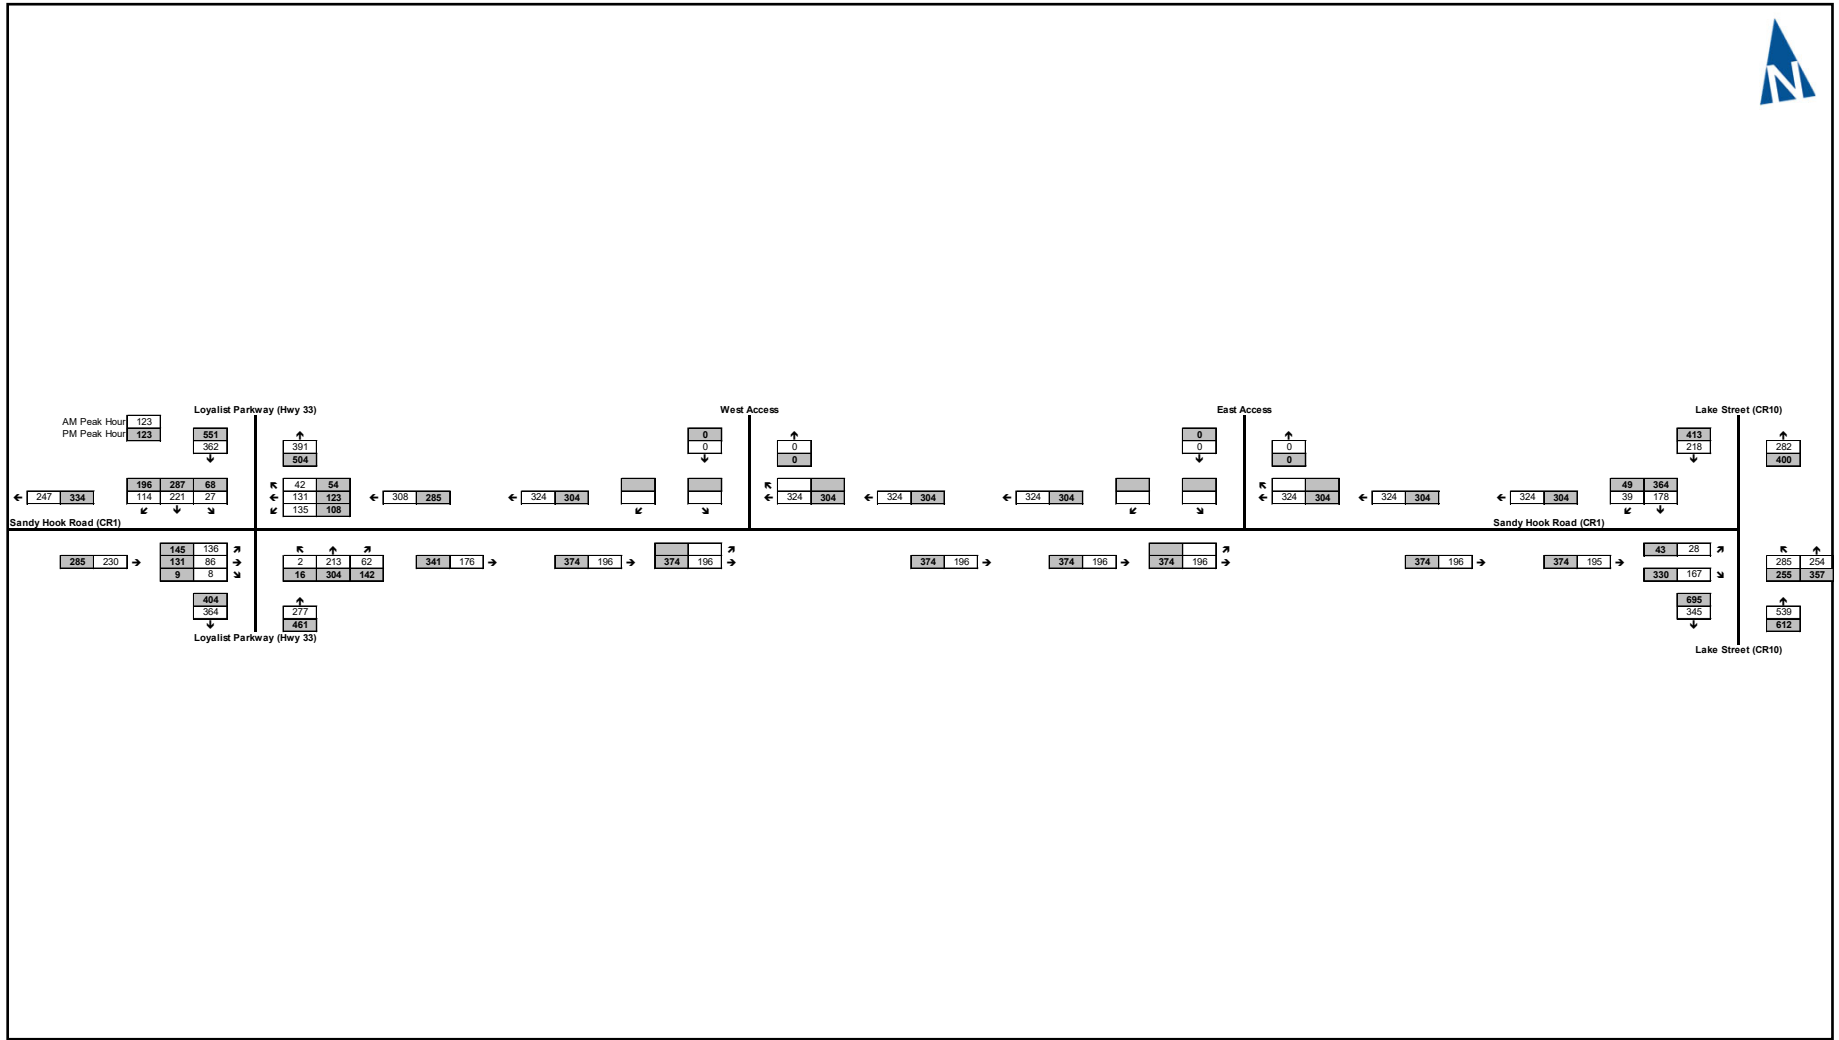 N
Loyalist Parkway (Hwy 33) West Access East Access Lake Street (CR10)
AM Peak Hour 123
PM Peak Hour 123 551 0 0 413
362 ↑ 391 0 ↑ 0 0 ↑ 0 218 ↑ 282
↓ 504 ↓ 0 ↓ 0 ↓ 400
196 287 68 ↖ 42 54 ↖ ↖ 49 364
← 247 334 114 221 27 ← 131 123 ← 308 285 ← 324 304 ← 324 304 ← 324 304 ← 324 304 ← 324 304 ← 324 304 ← 324 304 39 178
↙ ↓ ↘ ↙ 135 108 ↙ ↘ ↙ ↘ ↙ ↓
Sandy Hook Road (CR1) Sandy Hook Road (CR1)
145 136 ↗ ↖ ↑ ↗ ↗ ↗ 43 28 ↗ ↖ ↑
285 230 → 131 86 → 2 213 62 341 176 → 374 196 → 374 196 → 374 196 → 374 196 → 374 196 → 374 196 → 374 195 → 285 254
9 8 ↘ 16 304 142 330 167 ↘ 255 357
404 ↑ 695 ↑
364 277 345 539
↓ 461 ↓ 612
Loyalist Parkway (Hwy 33)
Lake Street (CR10)